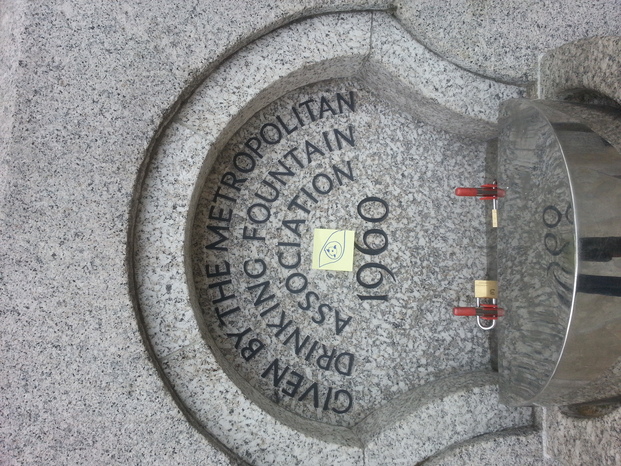 GIVEN BY THE METROPOLITAN
DRINKING FOUNTAIN
ASSOCIATION
1960